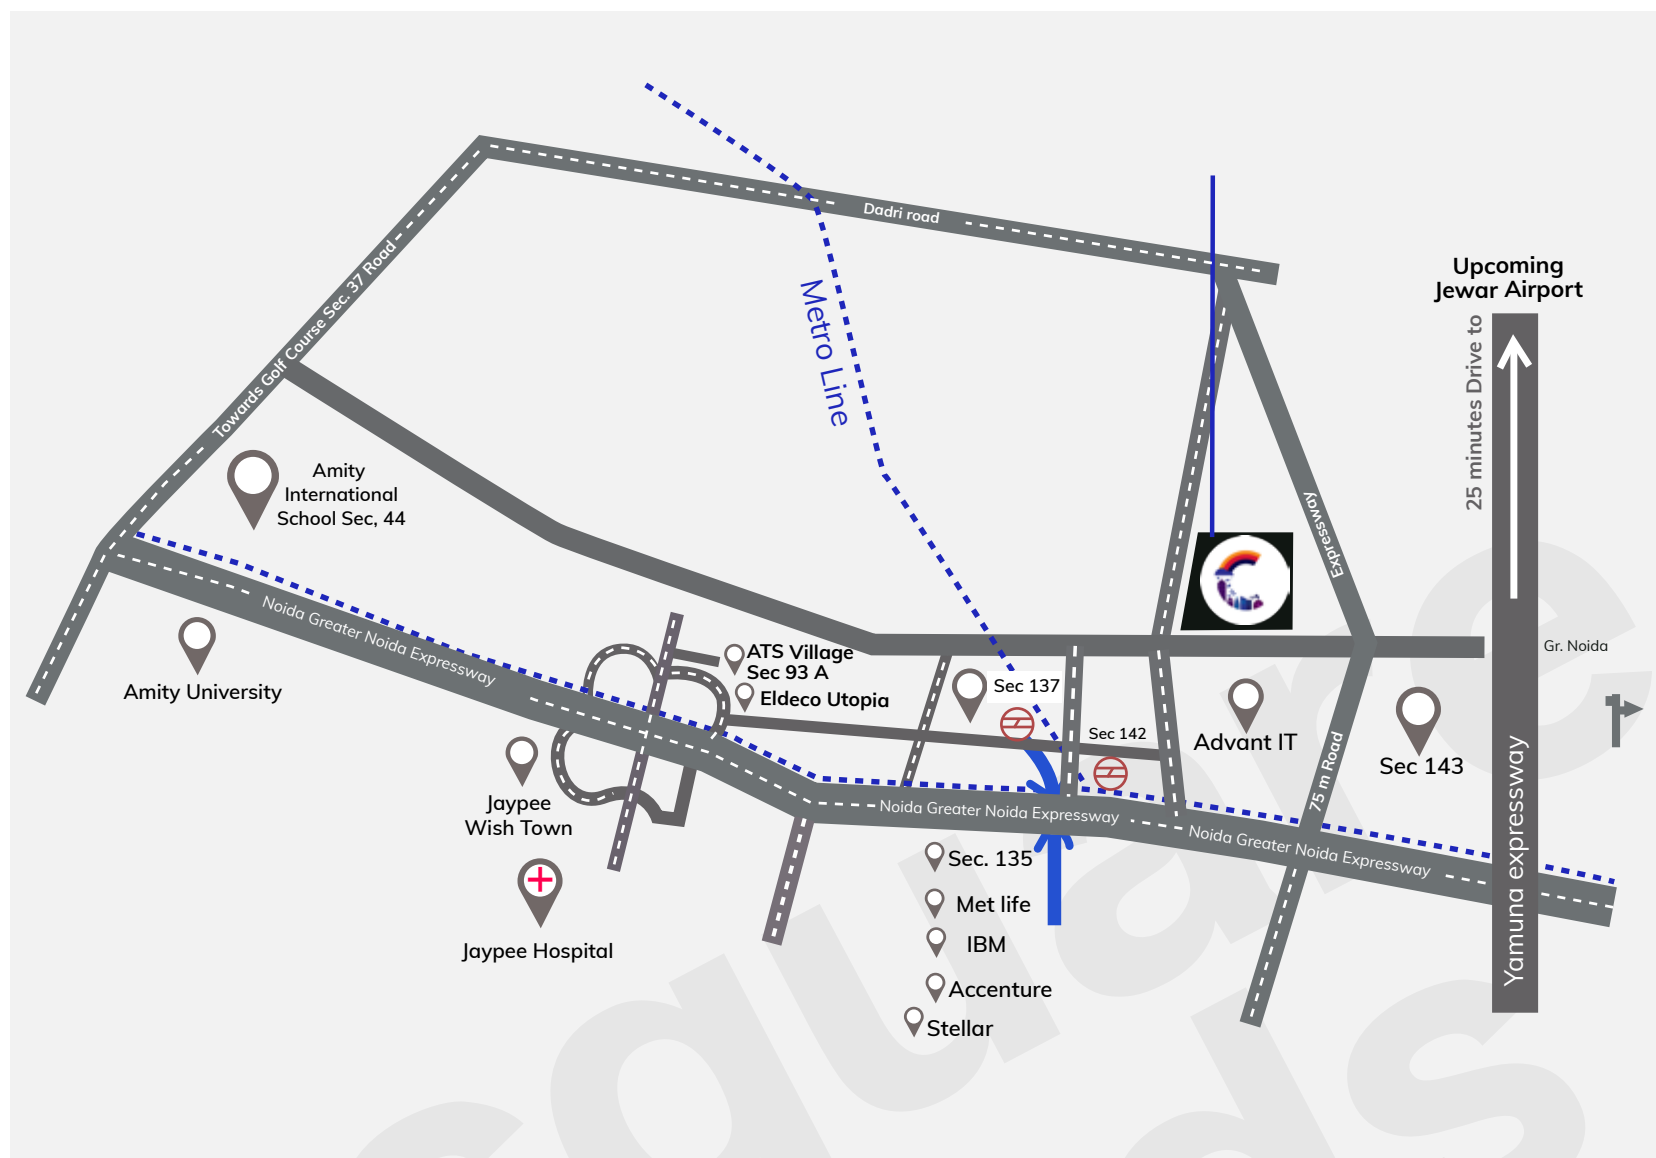 Dadri road
Metro Line
Towards Golf Course Sec. 37 Road
Upcoming
Jewar Airport
25 minutes Drive to
Amity
International
School Sec, 44
Expressway
Noida Greater Noida Expressway
Amity University
ATS Village
Sec 93 A
Eldeco Utopia
Sec 137
Sec 142
Advant IT
Gr. Noida
Sec 143
75 m Road
Yamuna expressway
Jaypee
Wish Town
Noida Greater Noida Expressway
Noida Greater Noida Expressway
Jaypee Hospital
Sec. 135
Met life
IBM
Accenture
Stellar
square
ds